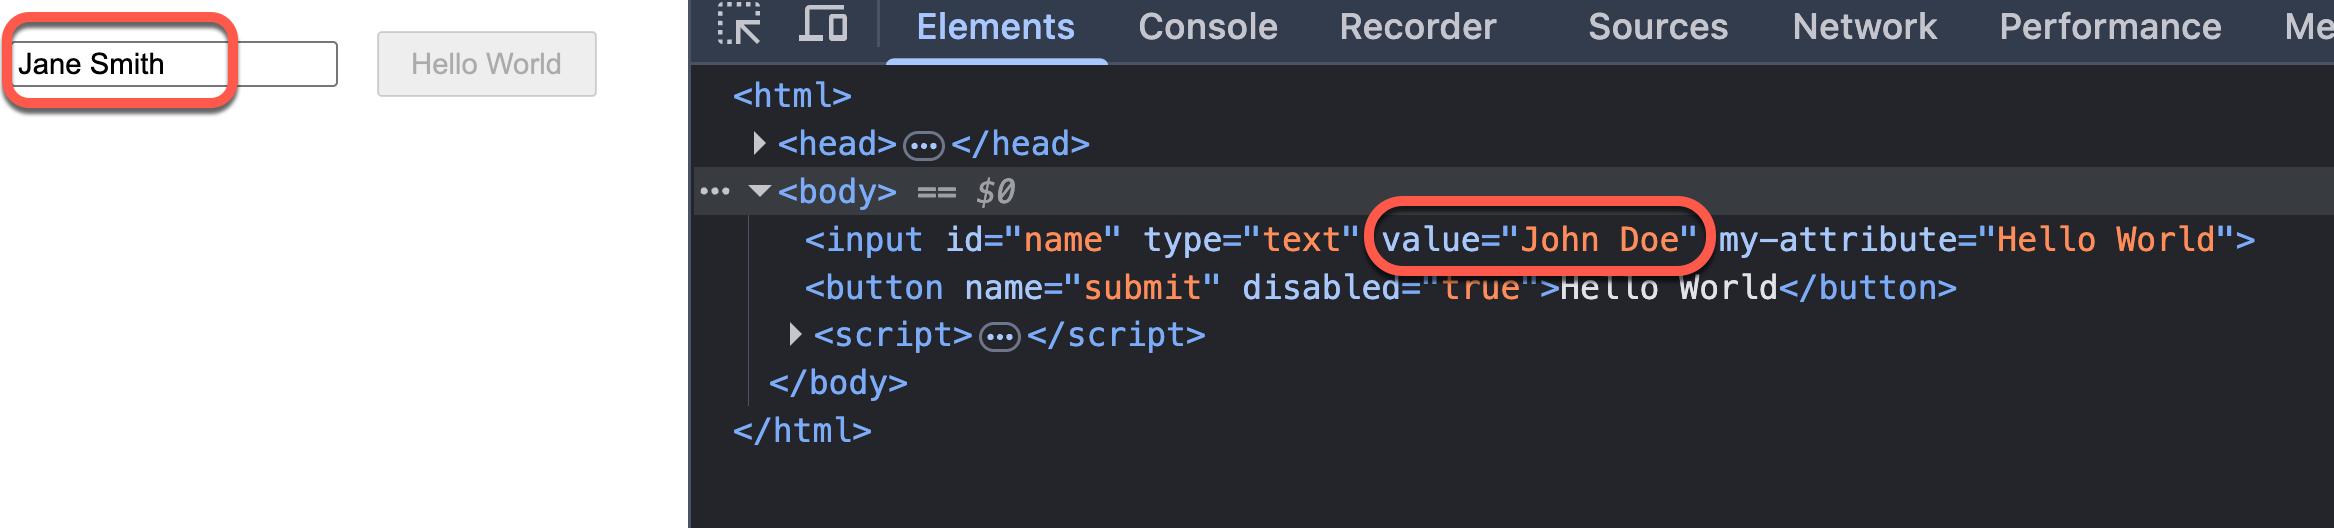 Jane Smith
Hello World
Elements Console Recorder Sources Network Performance Me
<html>
<head> ••• </head>
••• <body> == $0
<input id="name" type="text" value="John Doe" my-attribute="Hello World">
<button name="submit" disabled="true">Hello World</button>
<script> ••• </script>
</body>
</html>